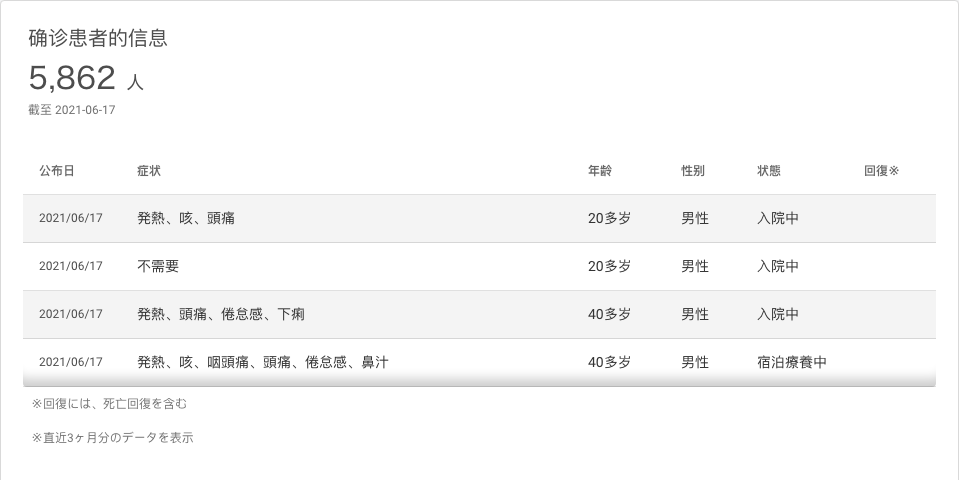 确诊患者的信息
5,862 人
截至 2021-06-17
公布日 症状 年龄 性别 状態 回復※
2021/06/17 発熱、咳、頭痛 20多岁 男性 入院中
2021/06/17 不需要 20多岁 男性 入院中
2021/06/17 発熱、頭痛、倦怠感、下痢 40多岁 男性 入院中
2021/06/17 発熱、咳、咽頭痛、頭痛、倦怠感、鼻汁 40多岁 男性 宿泊療養中
※回復には、死亡回復を含む
※直近3ヶ月分のデータを表示